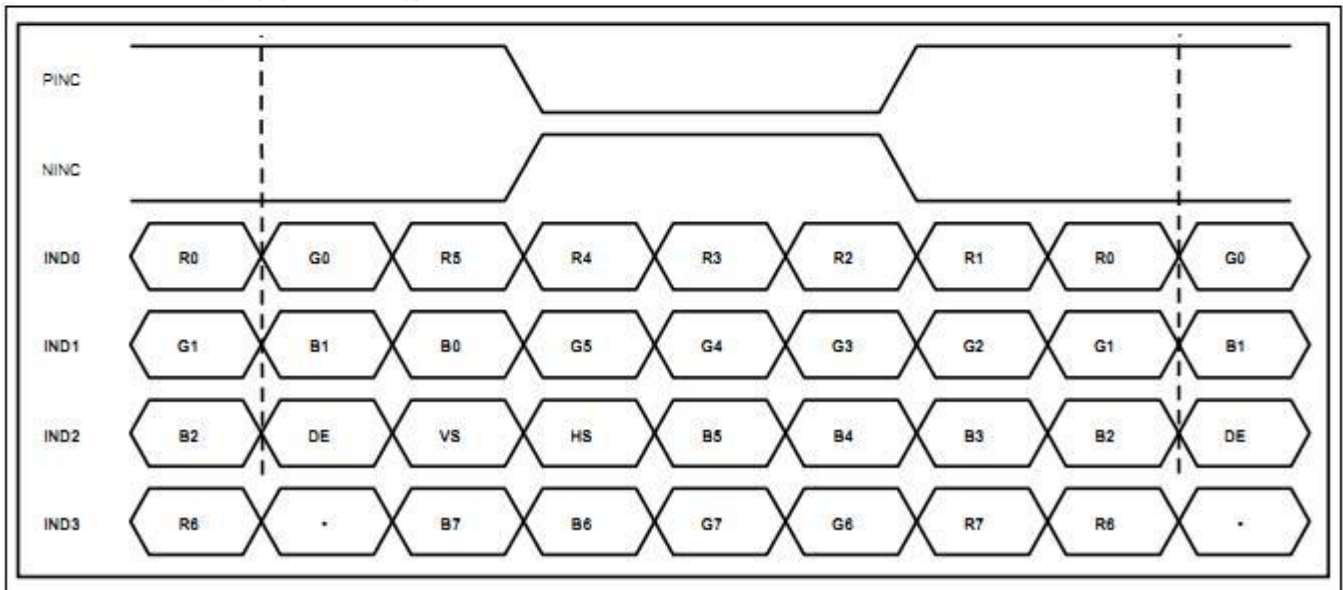 PINC
NINC
IND0 R0 G0 R5 R4 R3 R2 R1 R0 G0
IND1 G1 B1 B0 G5 G4 G3 G2 G1 B1
IND2 B2 DE VS HS B5 B4 B3 B2 DE
IND3 R6 - B7 B6 G7 G6 R7 R6 -